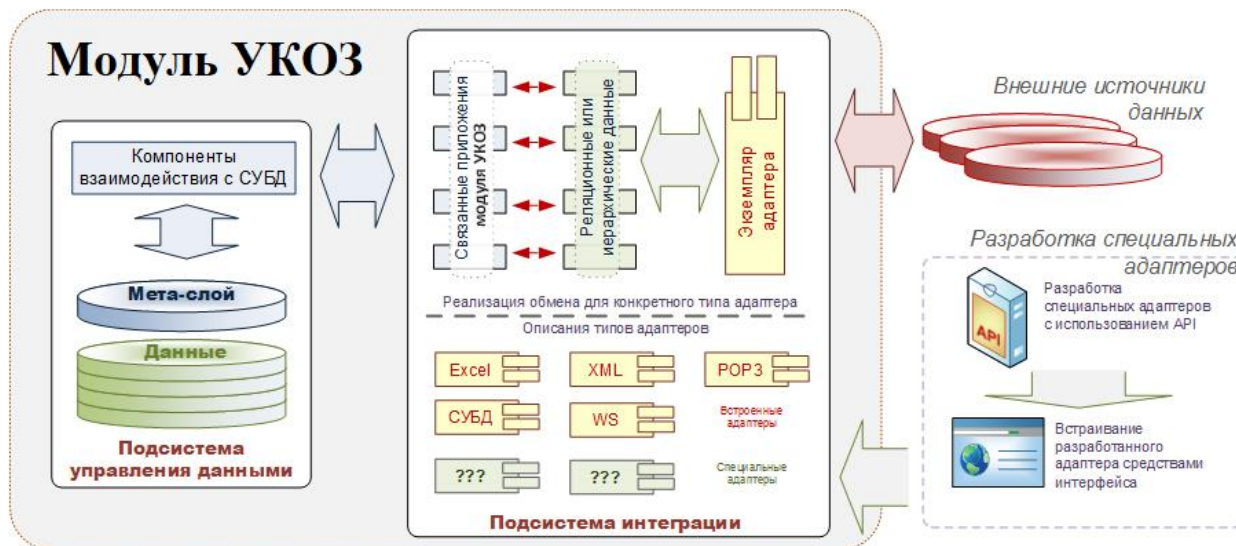 Модуль УКОЗ
Компоненты
взаимодействия с СУБД
Мета-слой
Данные
Подсистема
управления данными
Связанные приложения
модуля УКОЗ
Реляционные или
иерархические данные
Экземпляр
адаптера
Реализация обмена для конкретного типа адаптера
Описания типов адаптеров
Excel
XML
POP3
СУБД
WS
Встроенные
адаптеры
???
???
Специальные
адаптеры
Подсистема интеграции
Внешние источники
данных
Разработка специальных
адаптеров
API
Разработка
специальных адаптеров
с использованием API
Встраивание
разработанного
адаптера средствами
интерфейса